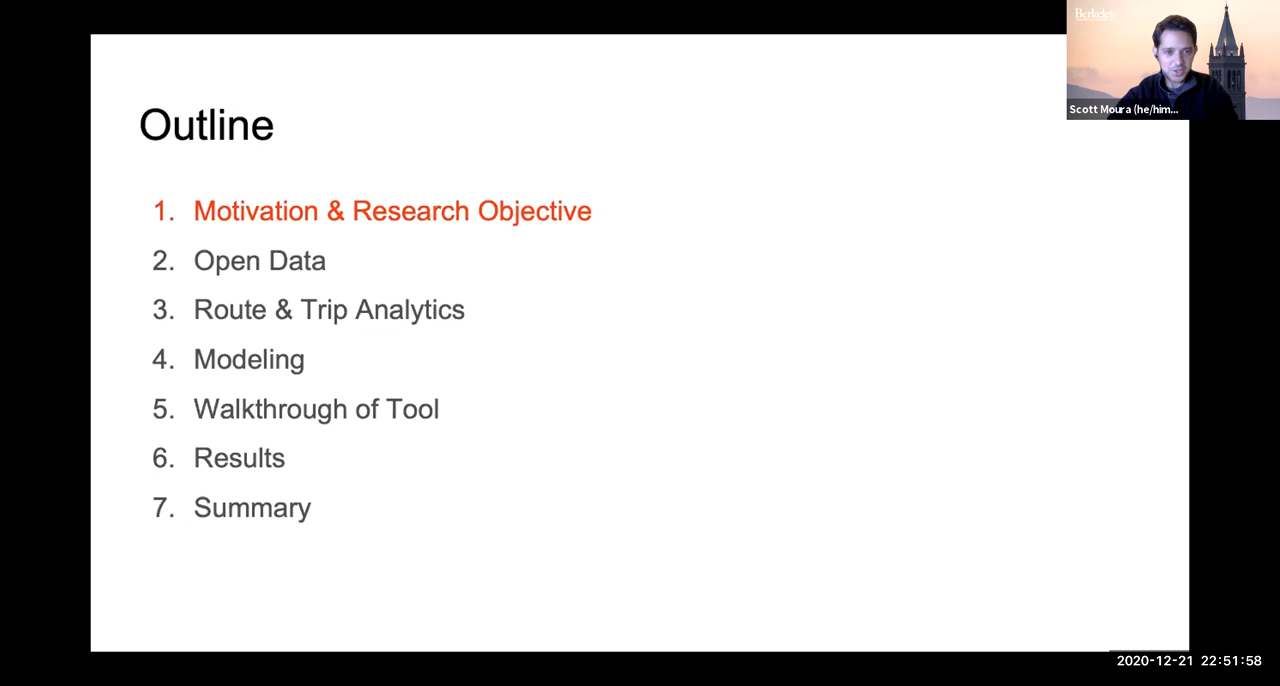 Berkeley
Scott Moura (he/him...
Outline
1. Motivation & Research Objective
2. Open Data
3. Route & Trip Analytics
4. Modeling
5. Walkthrough of Tool
6. Results
7. Summary
2020-12-21 22:51:58